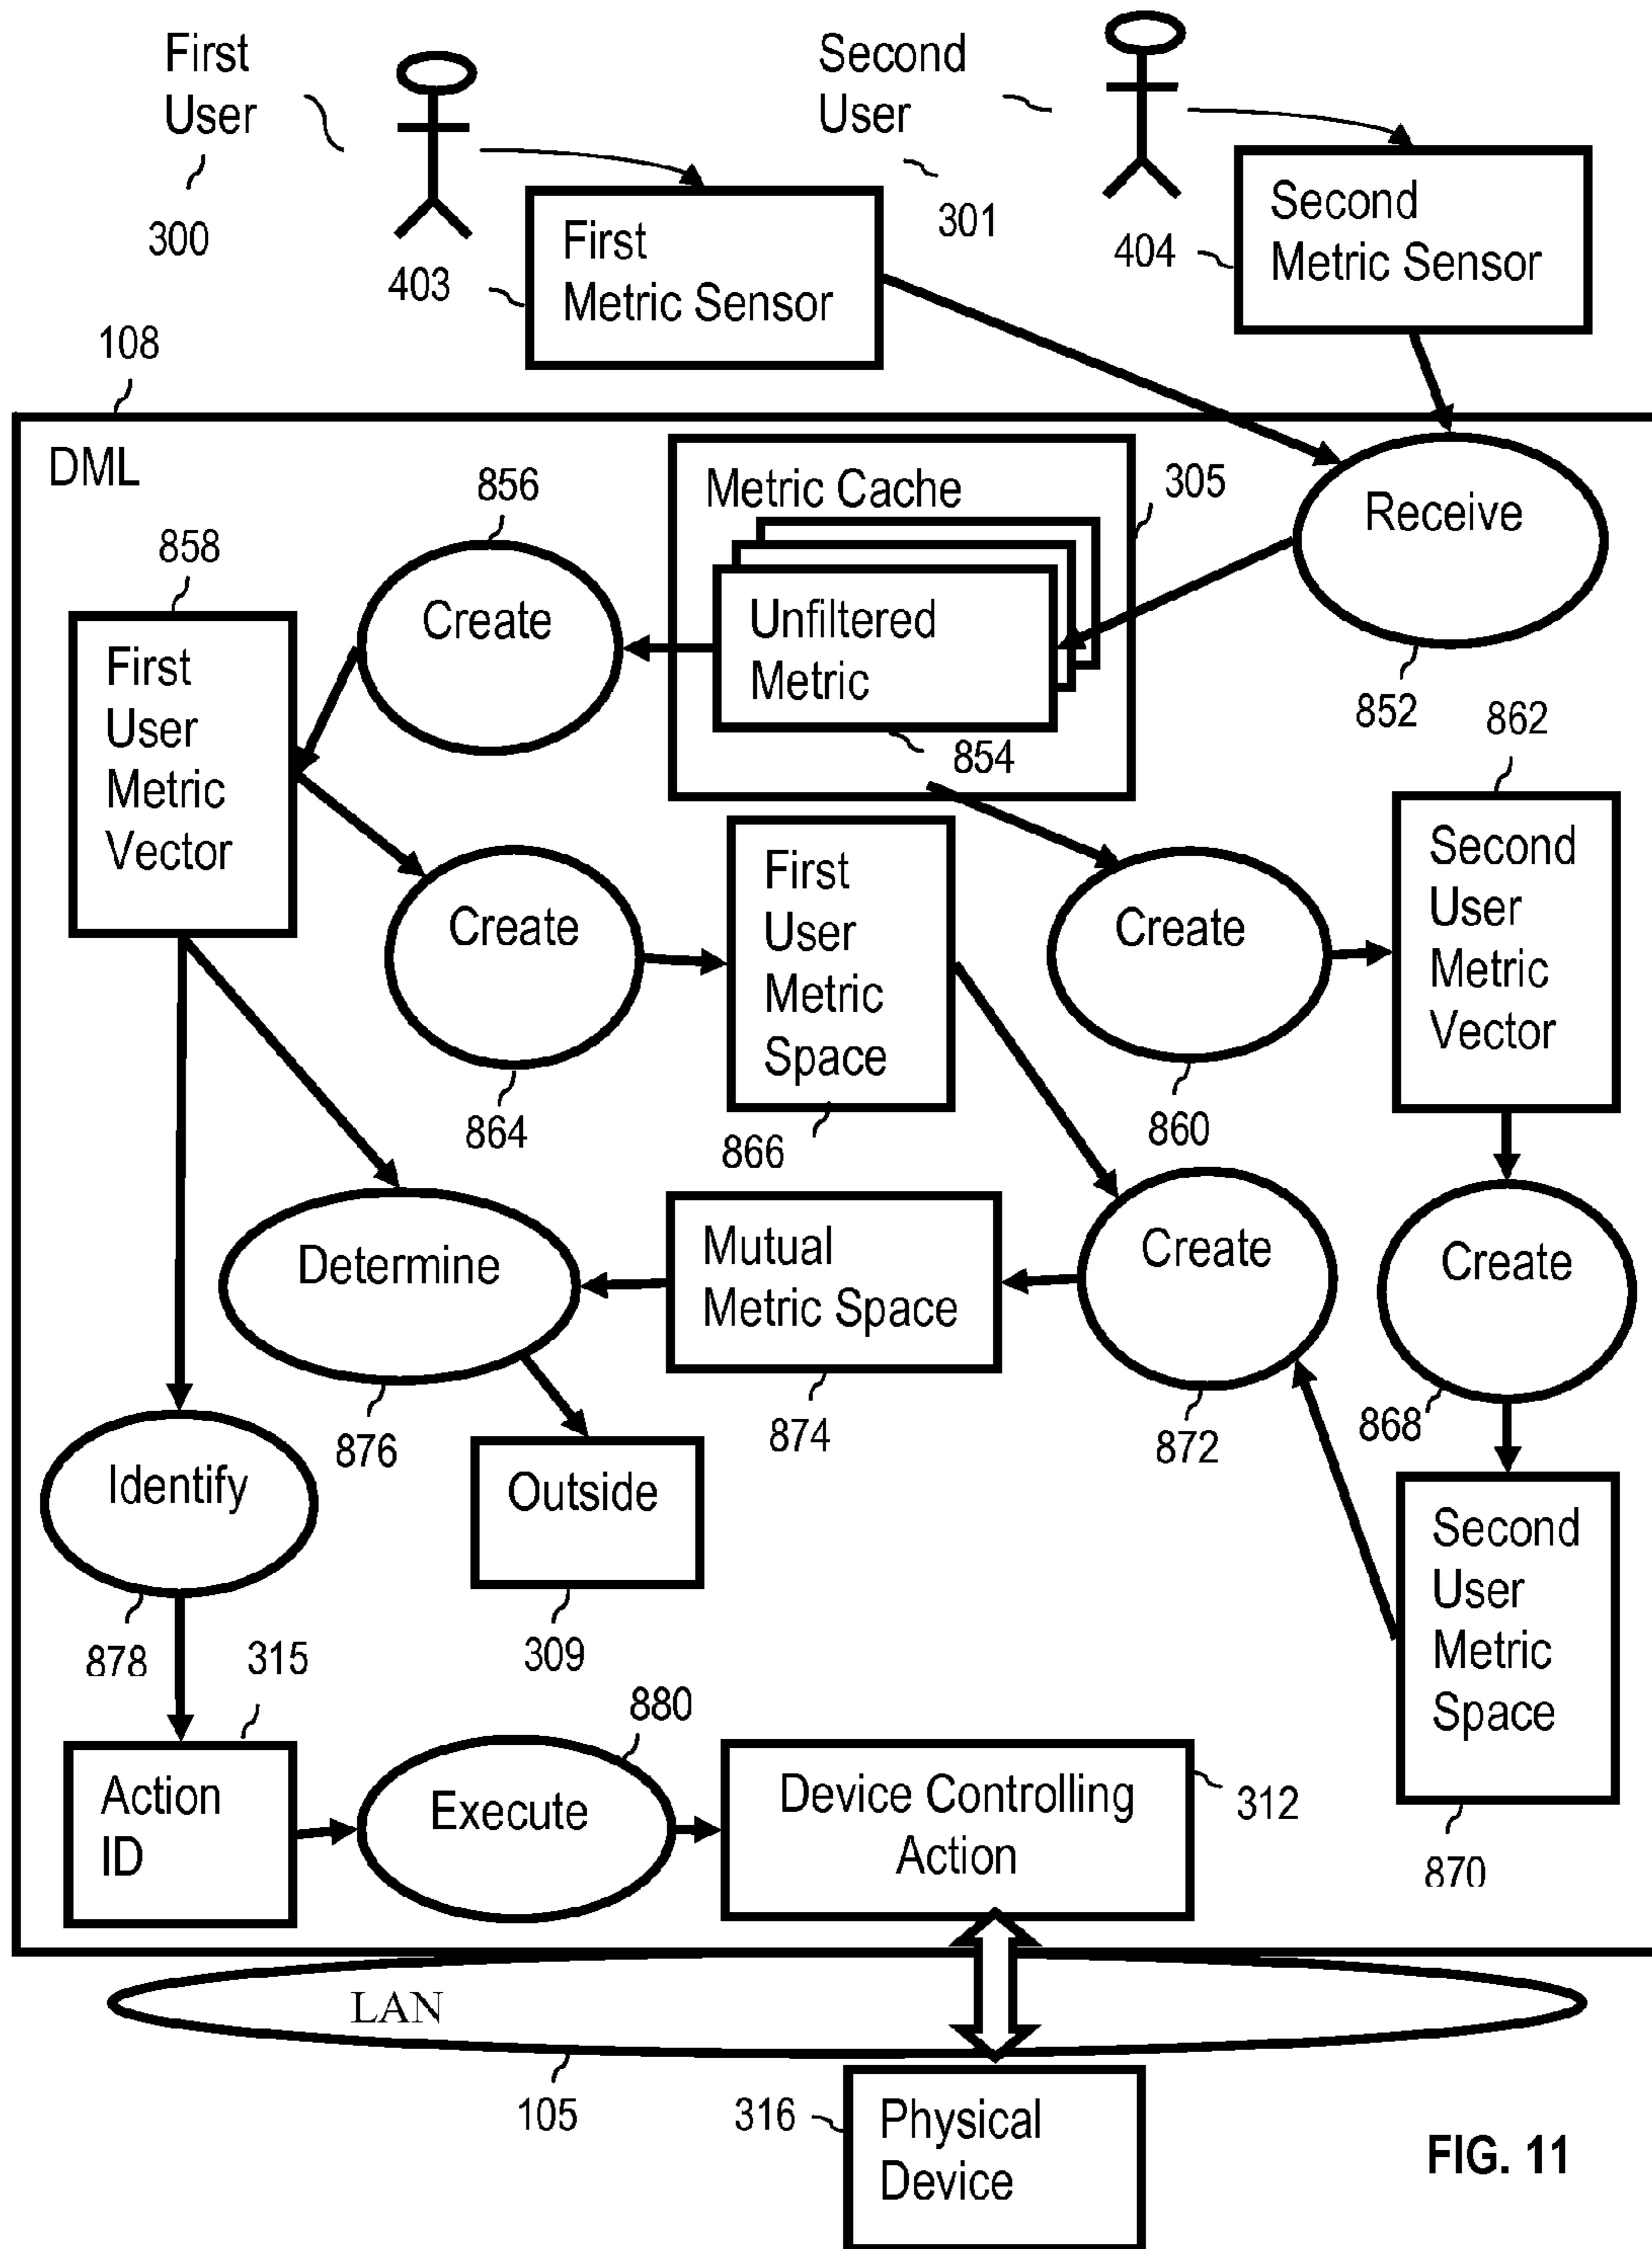 First
User
300
Second
User
301
First
Metric Sensor
403
Second
Metric Sensor
404
108
DML
Metric Cache
305
Unfiltered
Metric
854
Receive
852
856
Create
858
First
User
Metric
Vector
862
Second
User
Metric
Vector
Create
864
First
User
Metric
Space
866
Create
860
Determine
876
Mutual
Metric Space
874
Create
872
Create
868
Identify
878
Outside
309
Second
User
Metric
Space
870
315
Action
ID
880
Execute
Device Controlling
Action
312
LAN
105
316
Physical
Device
FIG. 11